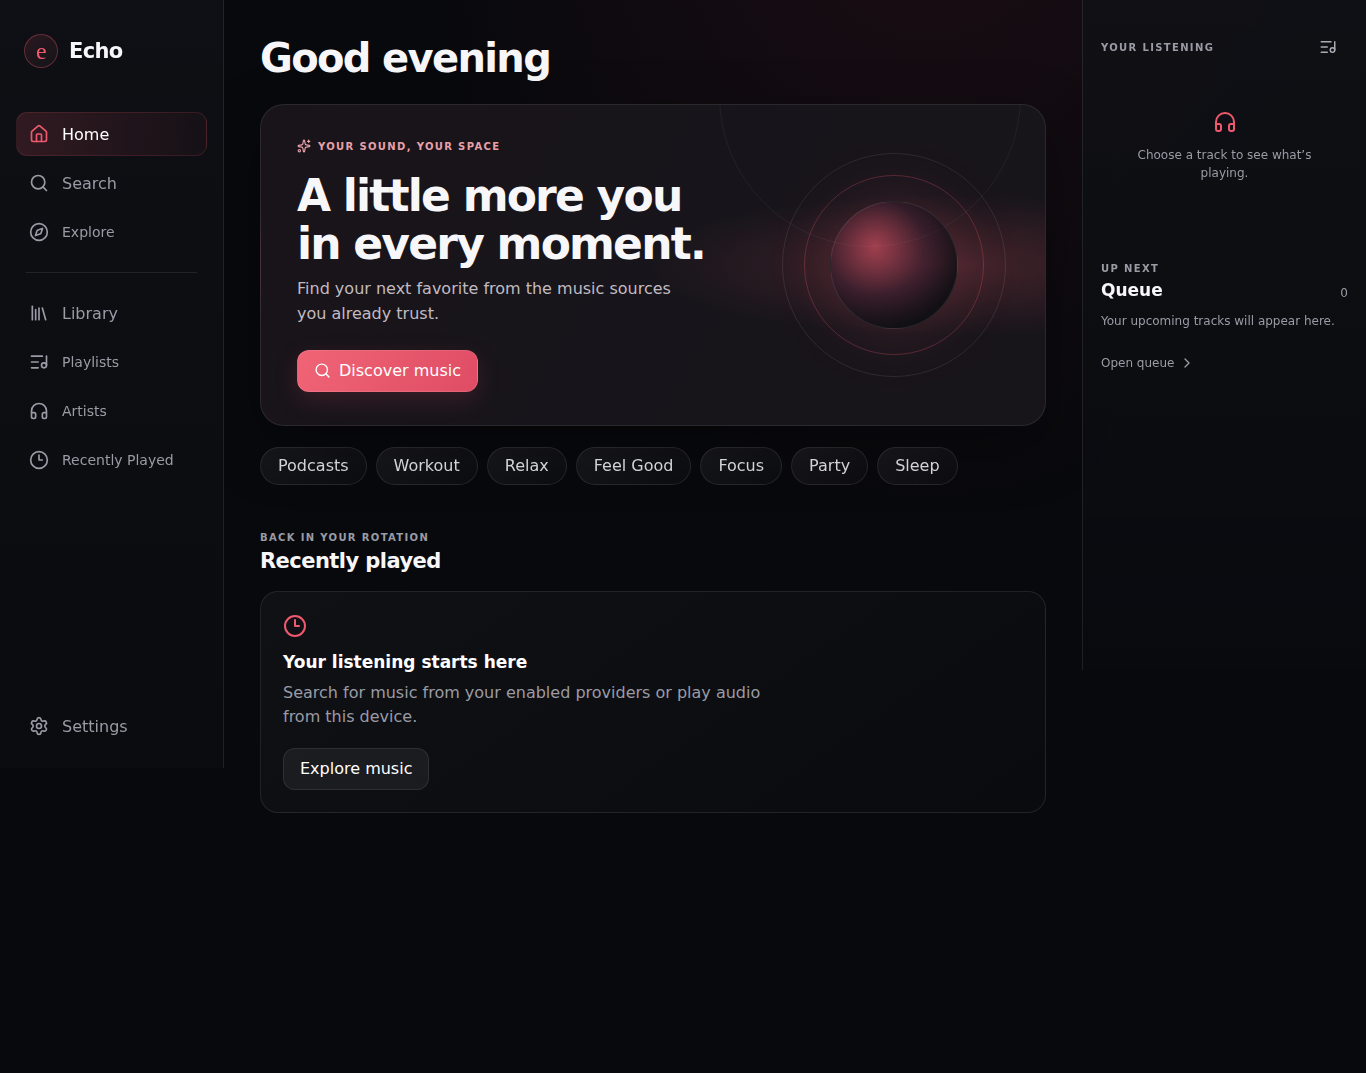 e Echo
Home
Search
Explore
Library
Playlists
Artists
Recently Played
Settings
Good evening
YOUR SOUND, YOUR SPACE
A little more you
in every moment.
Find your next favorite from the music sources
you already trust.
Discover music
Podcasts Workout Relax Feel Good Focus Party Sleep
BACK IN YOUR ROTATION
Recently played
Your listening starts here
Search for music from your enabled providers or play audio
from this device.
Explore music
YOUR LISTENING
Choose a track to see what’s
playing.
UP NEXT
Queue 0
Your upcoming tracks will appear here.
Open queue